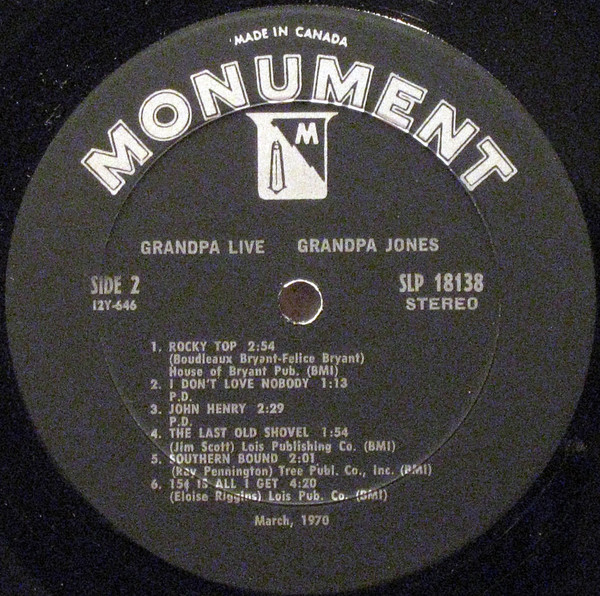 MADE IN CANADA
MONUMENT
M
GRANDPA LIVE GRANDPA JONES
SIDE 2 SLP 18138
12Y-646 STEREO
1. ROCKY TOP 2:54
(Boudleaux Bryant-Felice Bryant)
House of Bryant Pub. (BMI)
2. I DON'T LOVE NOBODY 1:13
P.D.
3. JOHN HENRY 2:29
P.D.
4. THE LAST OLD SHOVEL 1:54
(Jim Scott) Lois Publishing Co. (BMI)
5. SOUTHERN BOUND 2:01
(Ray Pennington) Tree Publ. Co., Inc. (BMI)
6. 15¢ IS ALL I GET 4:20
(Eloise Riggins) Lois Pub. Co. (BMI)
March, 1970